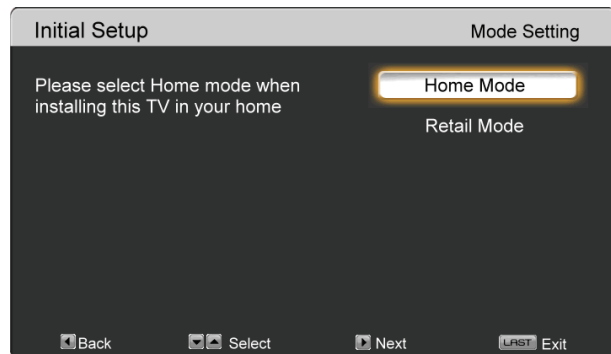 Initial Setup
Mode Setting
Please select Home mode when
installing this TV in your home
Home Mode
Retail Mode
Back
Select
Next
LAST Exit